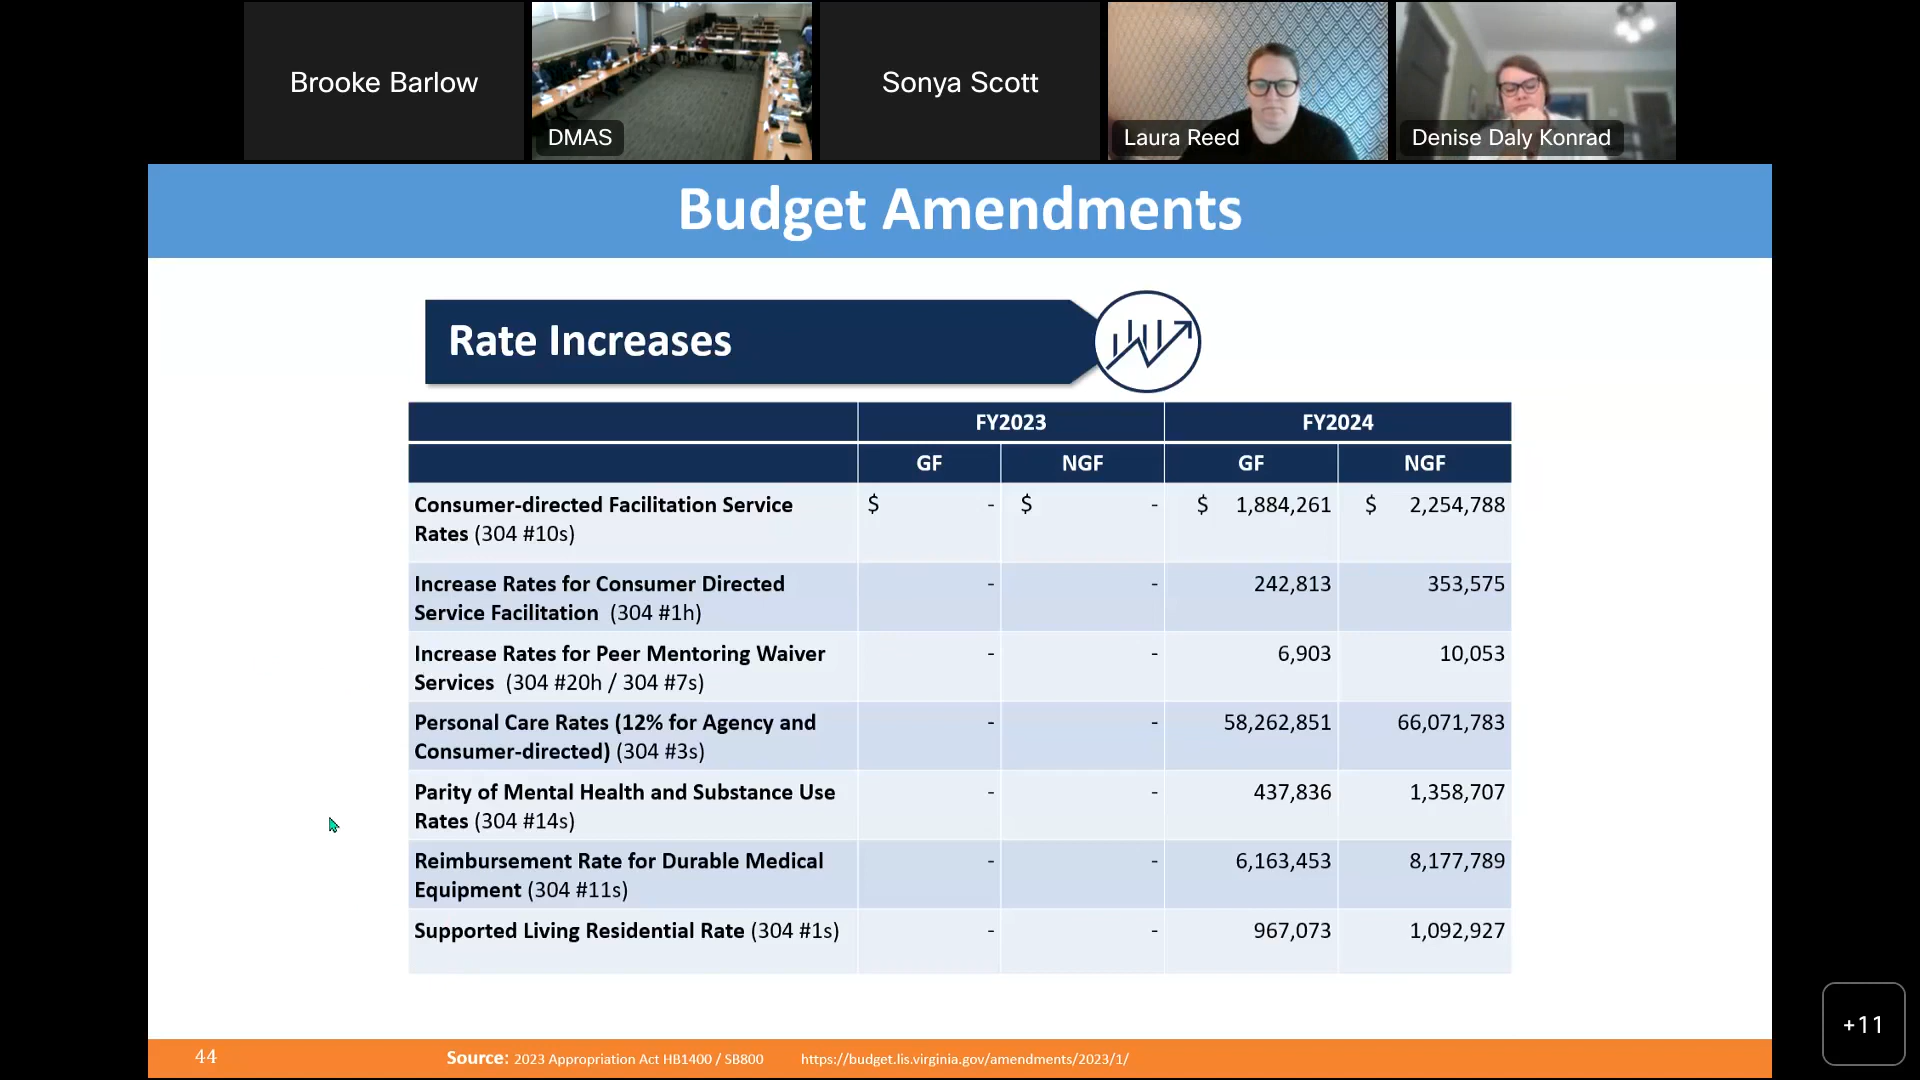 Brooke Barlow
DMAS
Sonya Scott
Laura Reed
Denise Daly Konrad
Budget Amendments
Rate Increases
FY2023 FY2024
GF NGF GF NGF
Consumer-directed Facilitation Service $ - $ - $ 1,884,261 $ 2,254,788
Rates (304 #10s)
Increase Rates for Consumer Directed - - 242,813 353,575
Service Facilitation (304 #1h)
Increase Rates for Peer Mentoring Waiver - - 6,903 10,053
Services (304 #20h / 304 #7s)
Personal Care Rates (12% for Agency and - - 58,262,851 66,071,783
Consumer-directed) (304 #3s)
Parity of Mental Health and Substance Use - - 437,836 1,358,707
Rates (304 #14s)
Reimbursement Rate for Durable Medical - - 6,163,453 8,177,789
Equipment (304 #11s)
Supported Living Residential Rate (304 #1s) - - 967,073 1,092,927
+11
44 Source: 2023 Appropriation Act HB1400 / SB800 https://budget.lis.virginia.gov/amendments/2023/1/